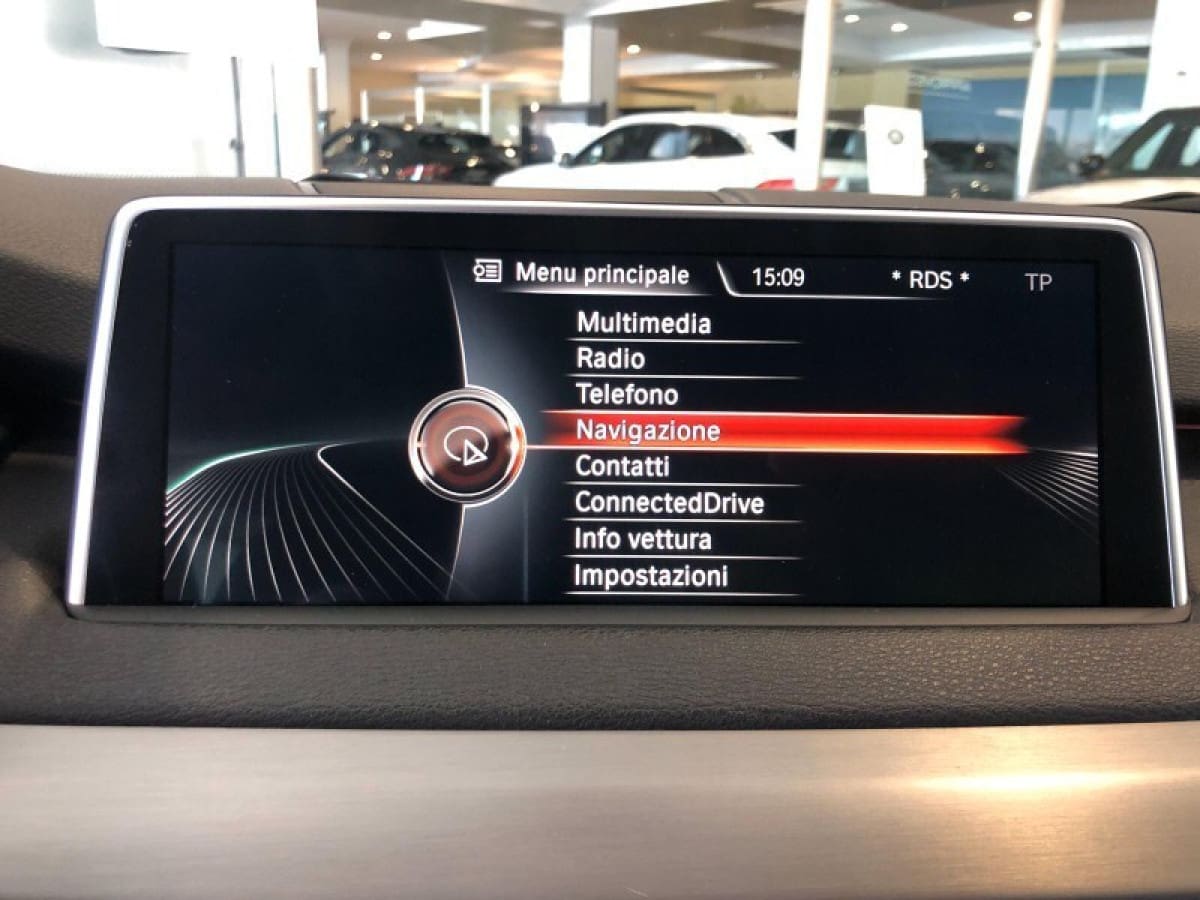 Menu principale 15:09 * RDS * TP
Multimedia
Radio
Telefono
Navigazione
Contatti
ConnectedDrive
Info vettura
Impostazioni